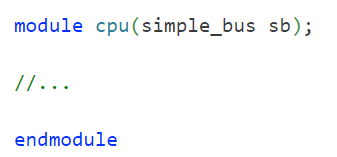 module cpu(simple_bus sb);
//...
endmodule